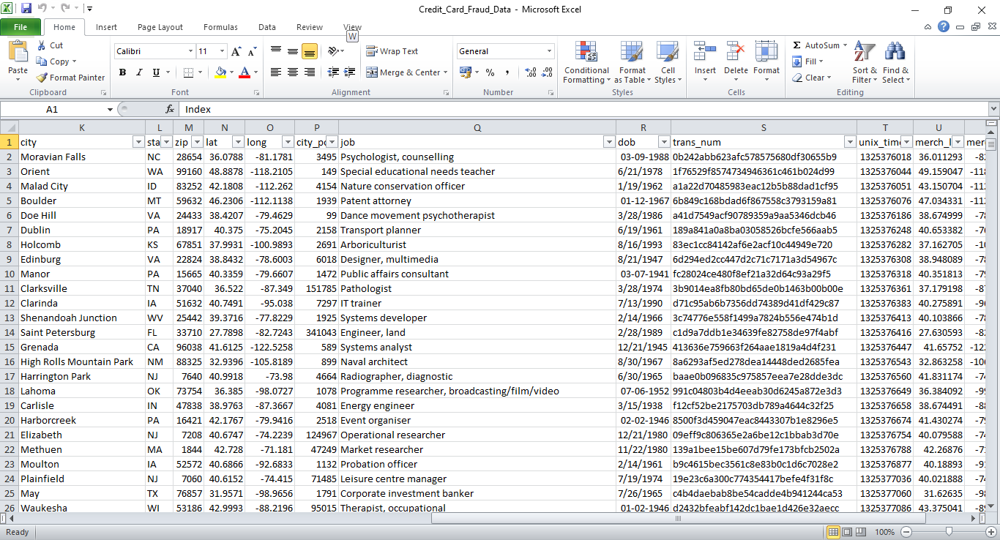 Credit_Card_Fraud_Data - Microsoft Excel
File Home Insert Page Layout Formulas Data Review View
W
Paste Cut Copy Format Painter
Calibri 11 A A B I U A
Wrap Text Merge & Center
General % , .00 .0
Conditional Formatting Format as Table Cell Styles
Insert Delete Format
Σ AutoSum Fill Clear Sort & Filter Find & Select
Clipboard Font Alignment Number Styles Cells Editing
A1 fx Index
K L M N O P Q R S T U
1 city sta zip lat long city_po job dob trans_num unix_time merch_l mer
2 Moravian Falls NC 28654 36.0788 -81.1781 3495 Psychologist, counselling 03-09-1988 0b242abb623afc578575680df30655b9 1325376018 36.011293 -82
3 Orient WA 99160 48.8878 -118.2105 149 Special educational needs teacher 6/21/1978 1f76529f8574734946361c461b024d99 1325376044 49.159047 -118
4 Malad City ID 83252 42.1808 -112.262 4154 Nature conservation officer 1/19/1962 a1a22d70485983eac12b5b88dad1cf95 1325376051 43.150704 -112
5 Boulder MT 59632 46.2306 -112.1138 1939 Patent attorney 01-12-1967 6b849c168bdad6f867558c3793159a81 1325376076 47.034331 -112
6 Doe Hill VA 24433 38.4207 -79.4629 99 Dance movement psychotherapist 3/28/1986 a41d7549acf90789359a9aa5346dcb46 1325376186 38.674999 -78
7 Dublin PA 18917 40.375 -75.2045 2158 Transport planner 6/19/1961 189a841a0a8ba03058526bcfe566aab5 1325376248 40.653382 -76
8 Holcomb KS 67851 37.9931 -100.9893 2691 Arboriculturist 8/16/1993 83ec1cc84142af6e2acf10c44949e720 1325376282 37.162705 -10
9 Edinburg VA 22824 38.8432 -78.6003 6018 Designer, multimedia 8/21/1947 6d294ed2cc447d2c71c7171a3d54967c 1325376308 38.948089 -78
10 Manor PA 15665 40.3359 -79.6607 1472 Public affairs consultant 03-07-1941 fc28024ce480f8ef21a32d64c93a29f5 1325376318 40.351813 -79
11 Clarksville TN 37040 36.522 -87.349 151785 Pathologist 3/28/1974 3b9014ea8fb80bd65de0b1463b00b00e 1325376361 37.179198 -87
12 Clarinda IA 51632 40.7491 -95.038 7297 IT trainer 7/13/1990 d71c95ab6b7356dd74389d41df429c87 1325376383 40.275891 -96
13 Shenandoah Junction WV 25442 39.3716 -77.8229 1925 Systems developer 2/14/1966 3c74776e558f1499a7824b556e474b1d 1325376413 40.103866 -78
14 Saint Petersburg FL 33710 27.7898 -82.7243 341043 Engineer, land 2/28/1989 c1d9a7ddb1e34639fe82758de97f4abf 1325376416 27.630593 -82
15 Grenada CA 96038 41.6125 -122.5258 589 Systems analyst 12/21/1945 413636e759663f264aae1819a4d4f231 1325376447 41.65752 -122
16 High Rolls Mountain Park NM 88325 32.9396 -105.8189 899 Naval architect 8/30/1967 8a6293af5ed278dea14448ded2685fea 1325376543 32.863258 -106
17 Harrington Park NJ 7640 40.9918 -73.98 4664 Radiographer, diagnostic 6/30/1965 baae0b096835c975857eea7e28dde3dc 1325376560 41.831174 -74
18 Lahoma OK 73754 36.385 -98.0727 1078 Programme researcher, broadcasting/film/video 07-06-1952 991c04803b4d4eeab30d6245a872e3d3 1325376649 36.384092 -99
19 Carlisle IN 47838 38.9763 -87.3667 4081 Energy engineer 3/15/1938 f12cf52be2175703db789a4644c32f25 1325376658 38.674491 -88
20 Harborcreek PA 16421 42.1767 -79.9416 2518 Event organiser 02-02-1946 8500f3d459047eac8443307b1e8296e5 1325376674 41.430274 -79
21 Elizabeth NJ 7208 40.6747 -74.2239 124967 Operational researcher 12/21/1980 09eff9c806365e2a6be12c1bbab3d70e 1325376754 40.079588 -74
22 Methuen MA 1844 42.728 -71.181 47249 Market researcher 11/22/1980 139a1bee15be607d79fe173bfcb2502a 1325376788 42.26876 -71
23 Moulton IA 52572 40.6866 -92.6833 1132 Probation officer 2/14/1961 b9c4615bec3561c8e83b0c1d6c7028e2 1325376877 40.18893 -91
24 Plainfield NJ 7060 40.6152 -74.415 71485 Leisure centre manager 7/19/1974 19e23c6a300c774354417befe4f31f8c 1325377036 40.021888 -74
25 May TX 76857 31.9571 -98.9656 1791 Corporate investment banker 7/26/1965 c4b4daebab8be54cadde4b941244ca53 1325377060 31.62635 -98
26 Waukesha WI 53186 42.9993 -88.2196 95015 Therapist, occupational 01-02-1946 d2432bfeabf142dc1bae1d426e32aecc 1325377086 43.375041 -89
Ready 100%